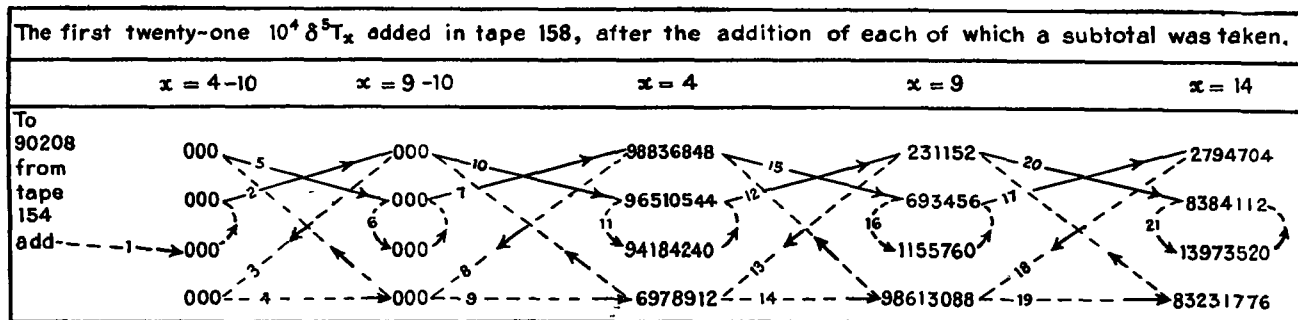 The first twenty-one 10⁴ δ⁵Tₓ added in tape 158, after the addition of each of which a subtotal was taken.
x = 4-10 x = 9-10 x = 4 x = 9 x = 14
To
90208
from
tape
154
add 1
000 5 000 10 98836848 15 231152 20 2794704
000 2 000 7 96510544 12 693456 17 8384112
6 11 16 21
000 000 94184240 1155760 13973520
3 8 13 18
000 4 000 9 6978912 14 98613088 19 83231776